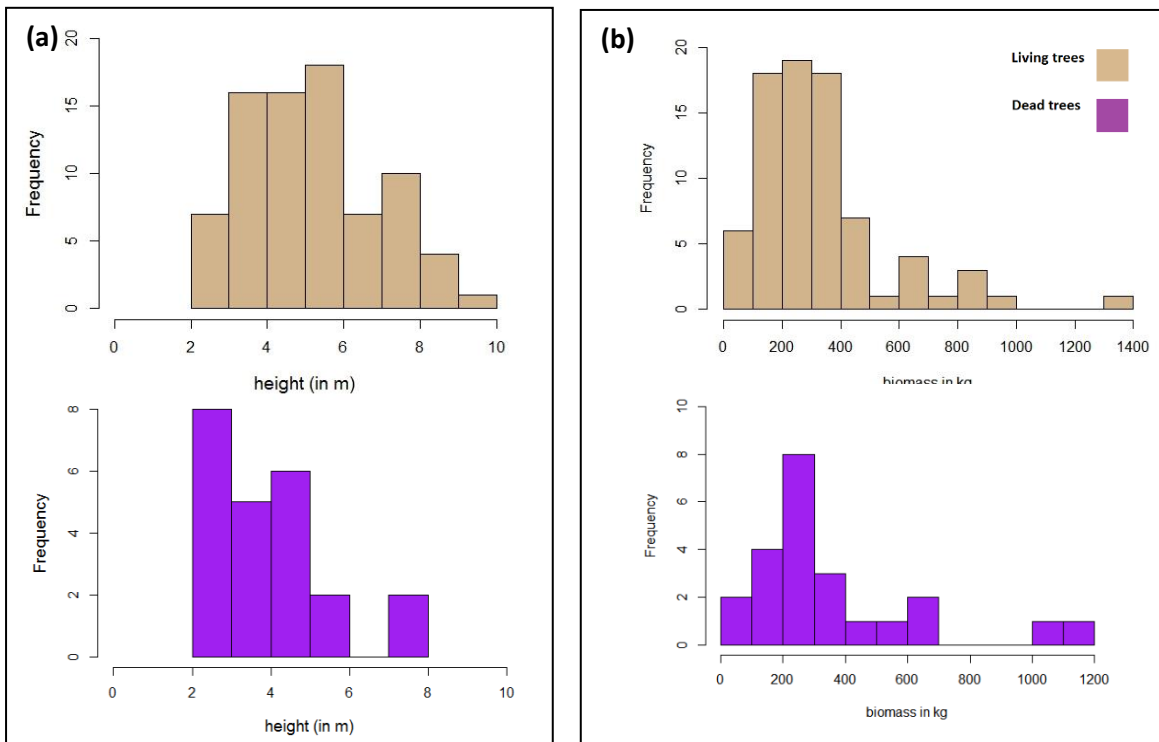 (a)
20
15
10
5
0
Frequency
0 2 4 6 8 10
height (in m)
8
6
4
2
0
Frequency
0 2 4 6 8 10
height (in m)
(b)
Living trees
Dead trees
20
15
10
5
0
Frequency
0 200 400 600 800 1000 1200 1400
biomass in kg
10
8
6
4
2
0
Frequency
0 200 400 600 800 1000 1200
biomass in kg